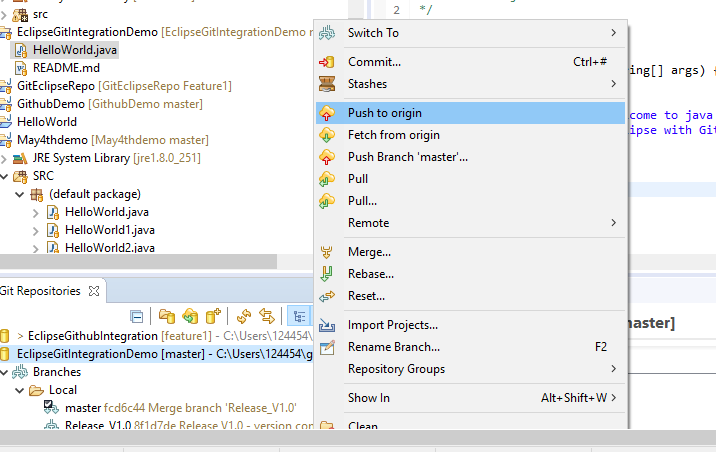 src
EclipseGitIntegrationDemo [EclipseGitIntegrationDemo
HelloWorld.java
README.md
GitEclipseRepo [GitEclipseRepo Feature1]
GithubDemo [GithubDemo master]
HelloWorld
May4thdemo [May4thdemo master]
JRE System Library [jre1.8.0_251]
SRC
(default package)
HelloWorld.java
HelloWorld1.java
HelloWorld2.java
2
*/
ing[] args) {
ome to java
ipse with Git
Switch To
Commit... Ctrl+#
Stashes
Push to origin
Fetch from origin
Push Branch 'master'...
Pull
Pull...
Remote
Merge...
Rebase...
Reset...
Import Projects...
Rename Branch... F2
Repository Groups
Show In Alt+Shift+W
Clean
Git Repositories
> EclipseGithubIntegration [feature1] - C:\Users\124454\
EclipseGitIntegrationDemo [master] - C:\Users\124454\g
Branches
Local
master fcd6c44 Merge branch 'Release_V1.0'
Release_V1.0 8f1d7de Release V1.0 - version con
master]